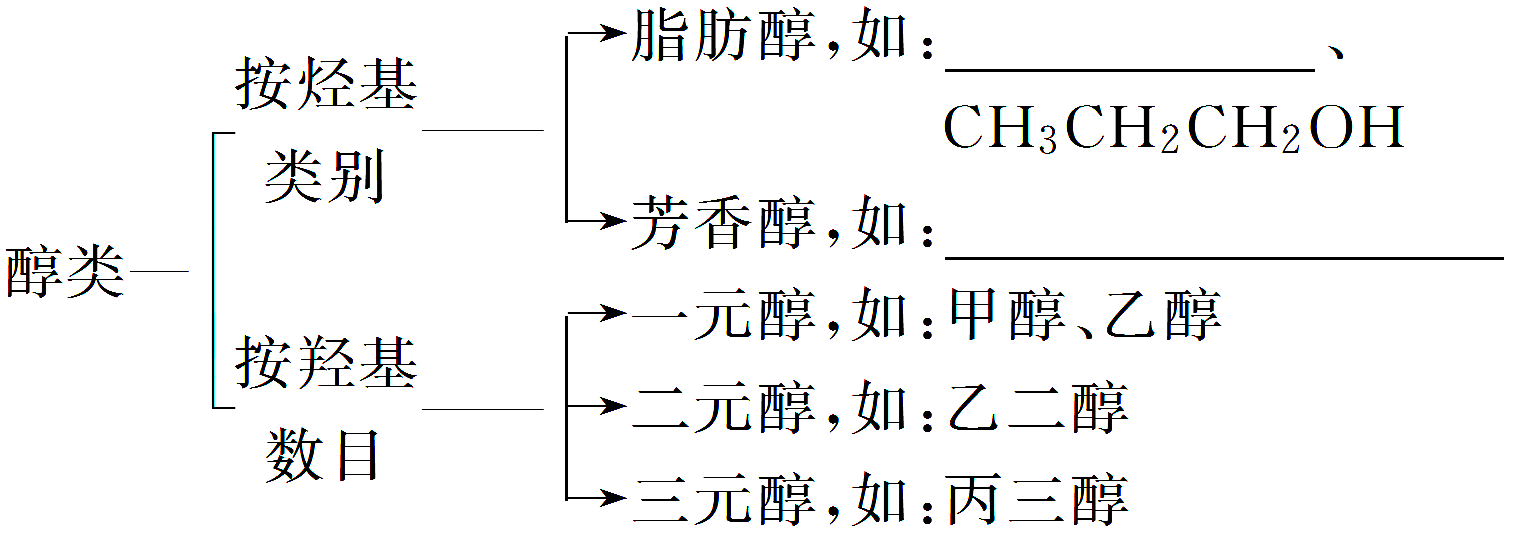 醇类
按烃基
类别
脂肪醇,如:
、
CH₃CH₂CH₂OH
芳香醇,如:
按羟基
数目
一元醇,如:甲醇、乙醇
二元醇,如:乙二醇
三元醇,如:丙三醇